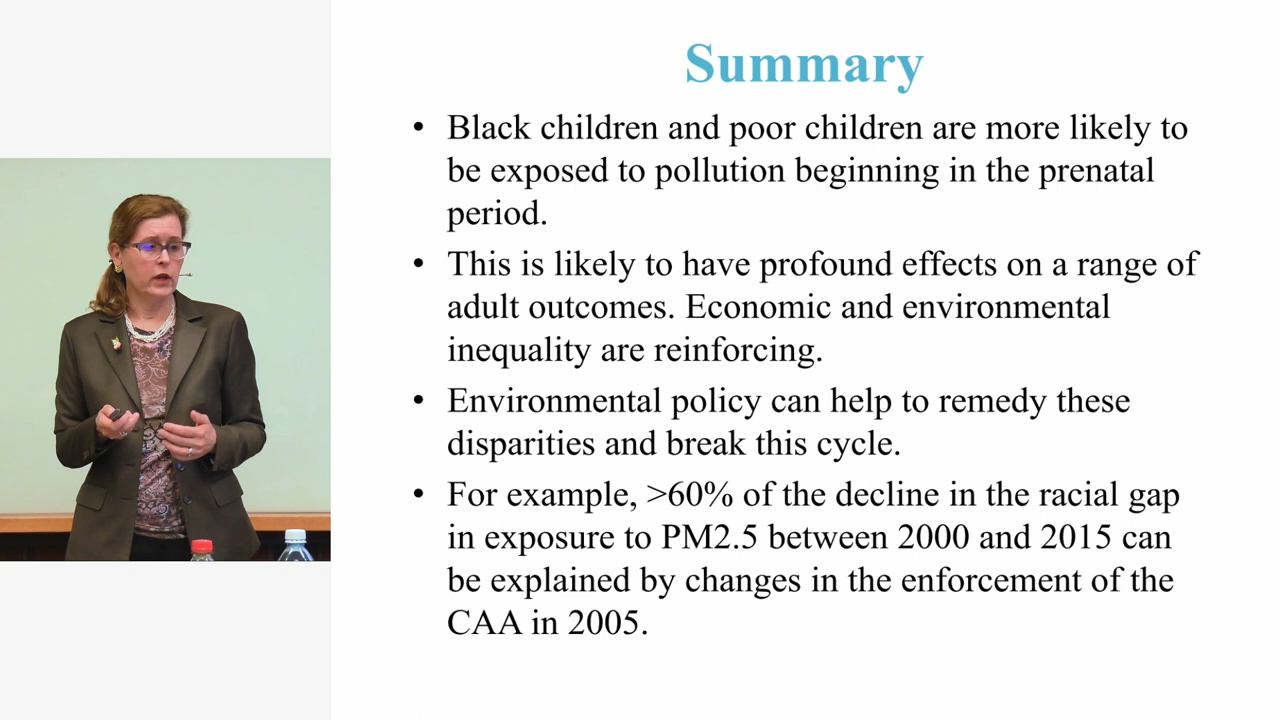 Summary
• Black children and poor children are more likely to
be exposed to pollution beginning in the prenatal
period.
• This is likely to have profound effects on a range of
adult outcomes. Economic and environmental
inequality are reinforcing.
• Environmental policy can help to remedy these
disparities and break this cycle.
• For example, >60% of the decline in the racial gap
in exposure to PM2.5 between 2000 and 2015 can
be explained by changes in the enforcement of the
CAA in 2005.